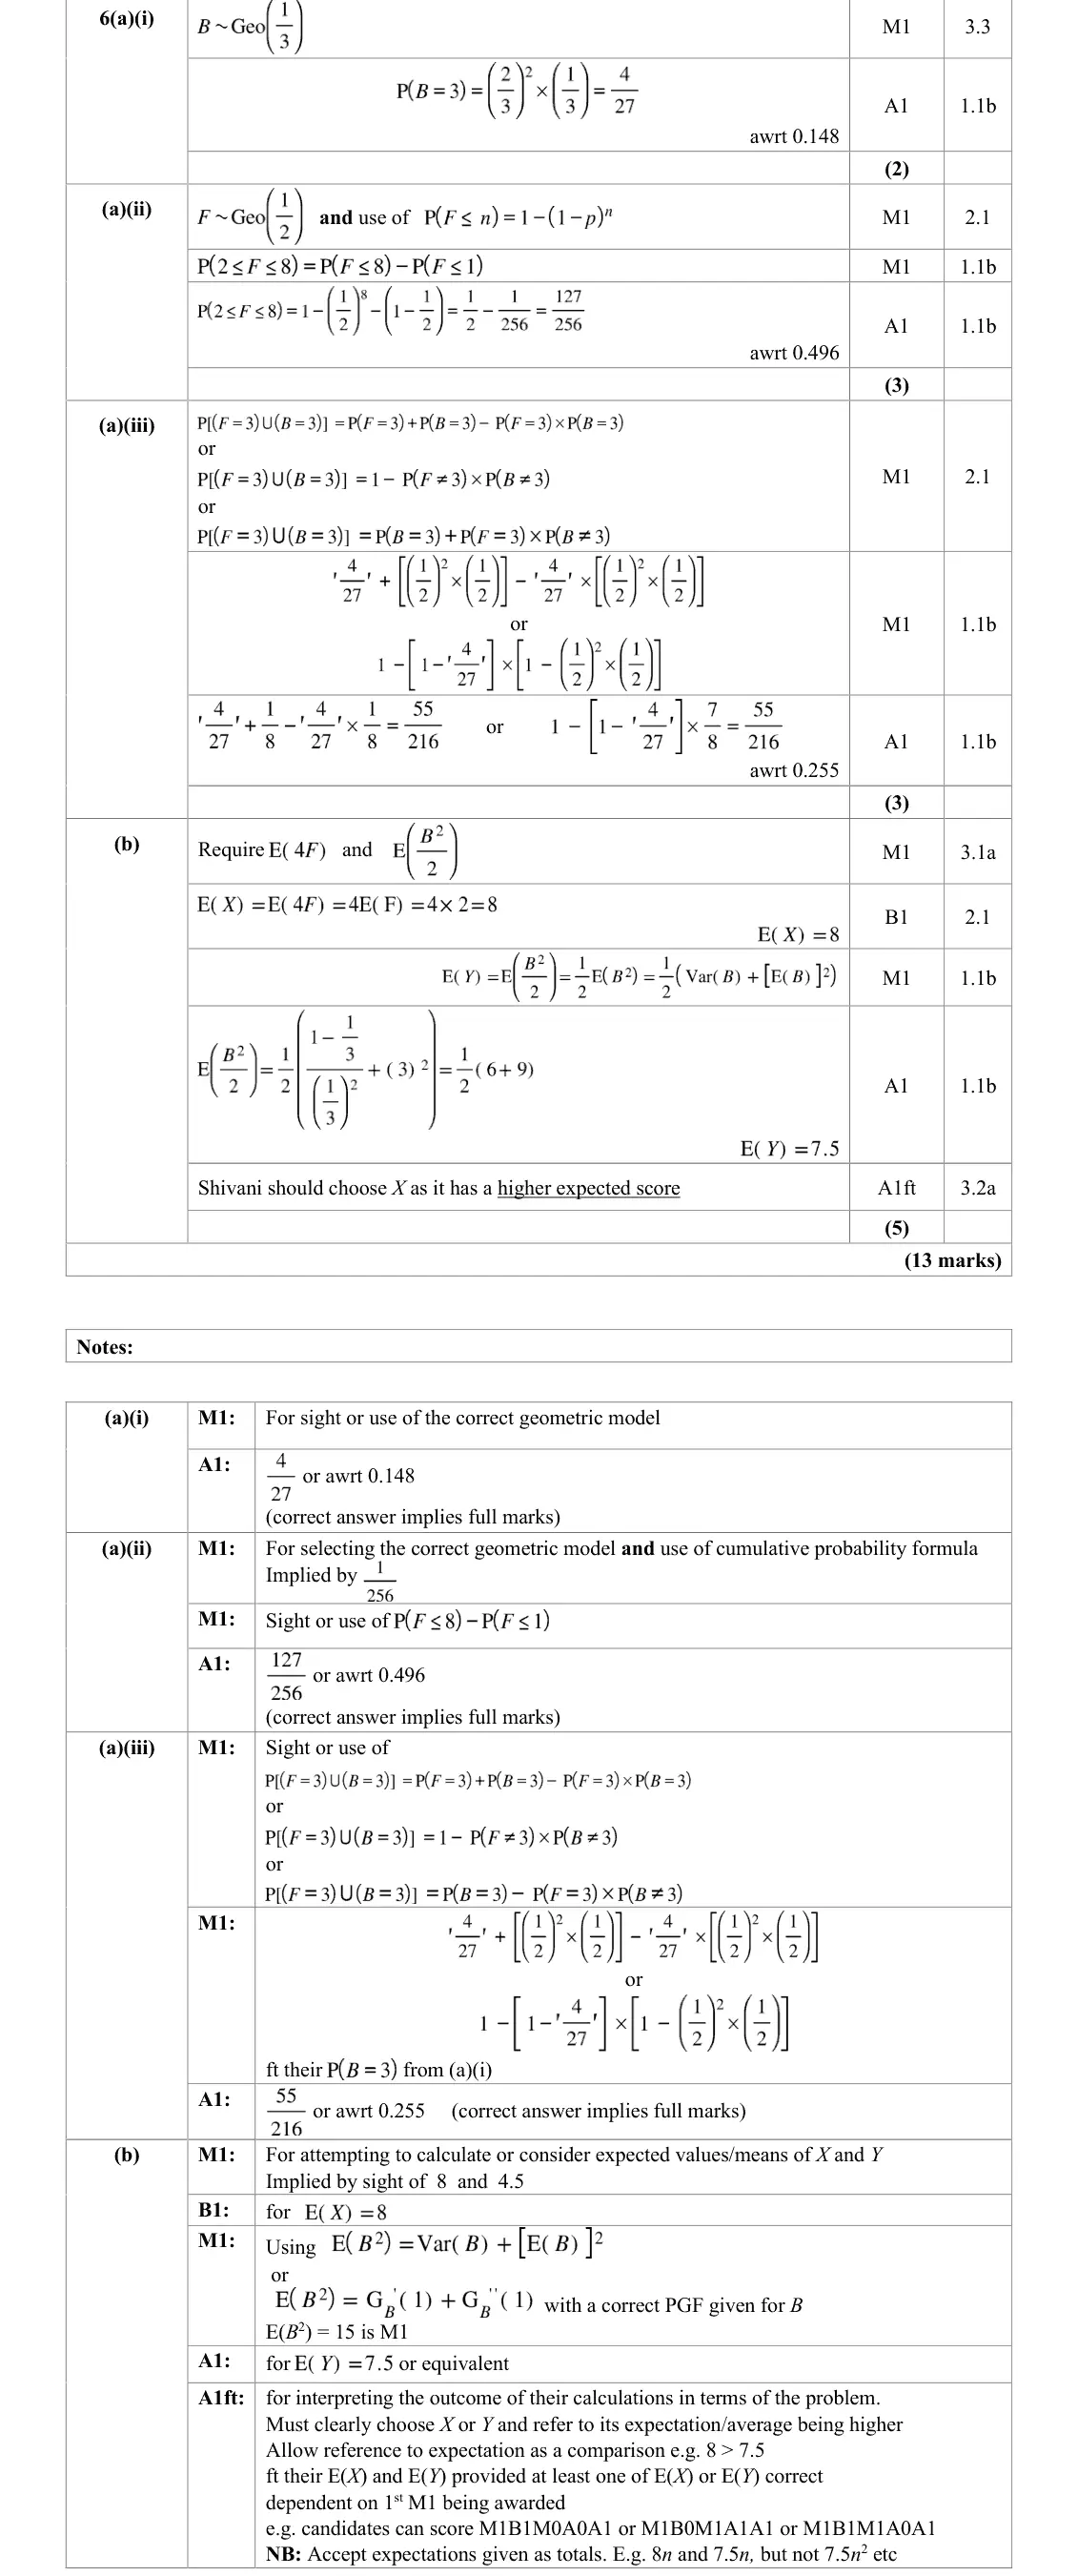 6(a)(i) B ~ Geo(1/3) M1 3.3
P(B = 3) = (2/3)² × (1/3) = 4/27
awrt 0.148 A1 1.1b
(2)
(a)(ii) F ~ Geo(1/2) and use of P(F ≤ n) = 1 − (1 − p)ⁿ M1 2.1
P(2 ≤ F ≤ 8) = P(F ≤ 8) − P(F ≤ 1) M1 1.1b
P(2 ≤ F ≤ 8) = 1 − (1/2)⁸ − (1 − 1/2) = 1/2 − 1/256 = 127/256
awrt 0.496 A1 1.1b
(3)
(a)(iii) P[(F = 3) ∪ (B = 3)] = P(F = 3) + P(B = 3) − P(F = 3) × P(B = 3)
or
P[(F = 3) ∪ (B = 3)] = 1 − P(F ≠ 3) × P(B ≠ 3) M1 2.1
or
P[(F = 3) ∪ (B = 3)] = P(B = 3) + P(F = 3) × P(B ≠ 3)
'4/27' + [(1/2)² × (1/2)] − '4/27' × [(1/2)² × (1/2)]
or M1 1.1b
1 − [1 − '4/27'] × [1 − (1/2)² × (1/2)]
'4/27' + 1/8 − '4/27' × 1/8 = 55/216 or 1 − [1 − '4/27'] × 7/8 = 55/216
awrt 0.255 A1 1.1b
(3)
(b) Require E(4F) and E(B²/2) M1 3.1a
E(X) = E(4F) = 4E(F) = 4 × 2 = 8
E(X) = 8 B1 2.1
E(Y) = E(B²/2) = 1/2 E(B²) = 1/2 (Var(B) + [E(B)]²) M1 1.1b
E(B²/2) = 1/2 ((1 − 1/3)/(1/3)² + (3)²) = 1/2 (6 + 9)
E(Y) = 7.5 A1 1.1b
Shivani should choose X as it has a higher expected score A1ft 3.2a
(5)
(13 marks)
Notes:
(a)(i) M1: For sight or use of the correct geometric model
A1: 4/27 or awrt 0.148
(correct answer implies full marks)
(a)(ii) M1: For selecting the correct geometric model and use of cumulative probability formula
Implied by 1/256
M1: Sight or use of P(F ≤ 8) − P(F ≤ 1)
A1: 127/256 or awrt 0.496
(correct answer implies full marks)
(a)(iii) M1: Sight or use of
P[(F = 3) ∪ (B = 3)] = P(F = 3) + P(B = 3) − P(F = 3) × P(B = 3)
or
P[(F = 3) ∪ (B = 3)] = 1 − P(F ≠ 3) × P(B ≠ 3)
or
P[(F = 3) ∪ (B = 3)] = P(B = 3) − P(F = 3) × P(B ≠ 3)
M1: '4/27' + [(1/2)² × (1/2)] − '4/27' × [(1/2)² × (1/2)]
or
1 − [1 − '4/27'] × [1 − (1/2)² × (1/2)]
ft their P(B = 3) from (a)(i)
A1: 55/216 or awrt 0.255 (correct answer implies full marks)
(b) M1: For attempting to calculate or consider expected values/means of X and Y
Implied by sight of 8 and 4.5
B1: for E(X) = 8
M1: Using E(B²) = Var(B) + [E(B)]²
or
E(B²) = G_B'(1) + G_B''(1) with a correct PGF given for B
E(B²) = 15 is M1
A1: for E(Y) = 7.5 or equivalent
A1ft: for interpreting the outcome of their calculations in terms of the problem.
Must clearly choose X or Y and refer to its expectation/average being higher
Allow reference to expectation as a comparison e.g. 8 > 7.5
ft their E(X) and E(Y) provided at least one of E(X) or E(Y) correct
dependent on 1st M1 being awarded
e.g. candidates can score M1B1M0A0A1 or M1B0M1A1A1 or M1B1M1A0A1
NB: Accept expectations given as totals. E.g. 8n and 7.5n, but not 7.5n² etc